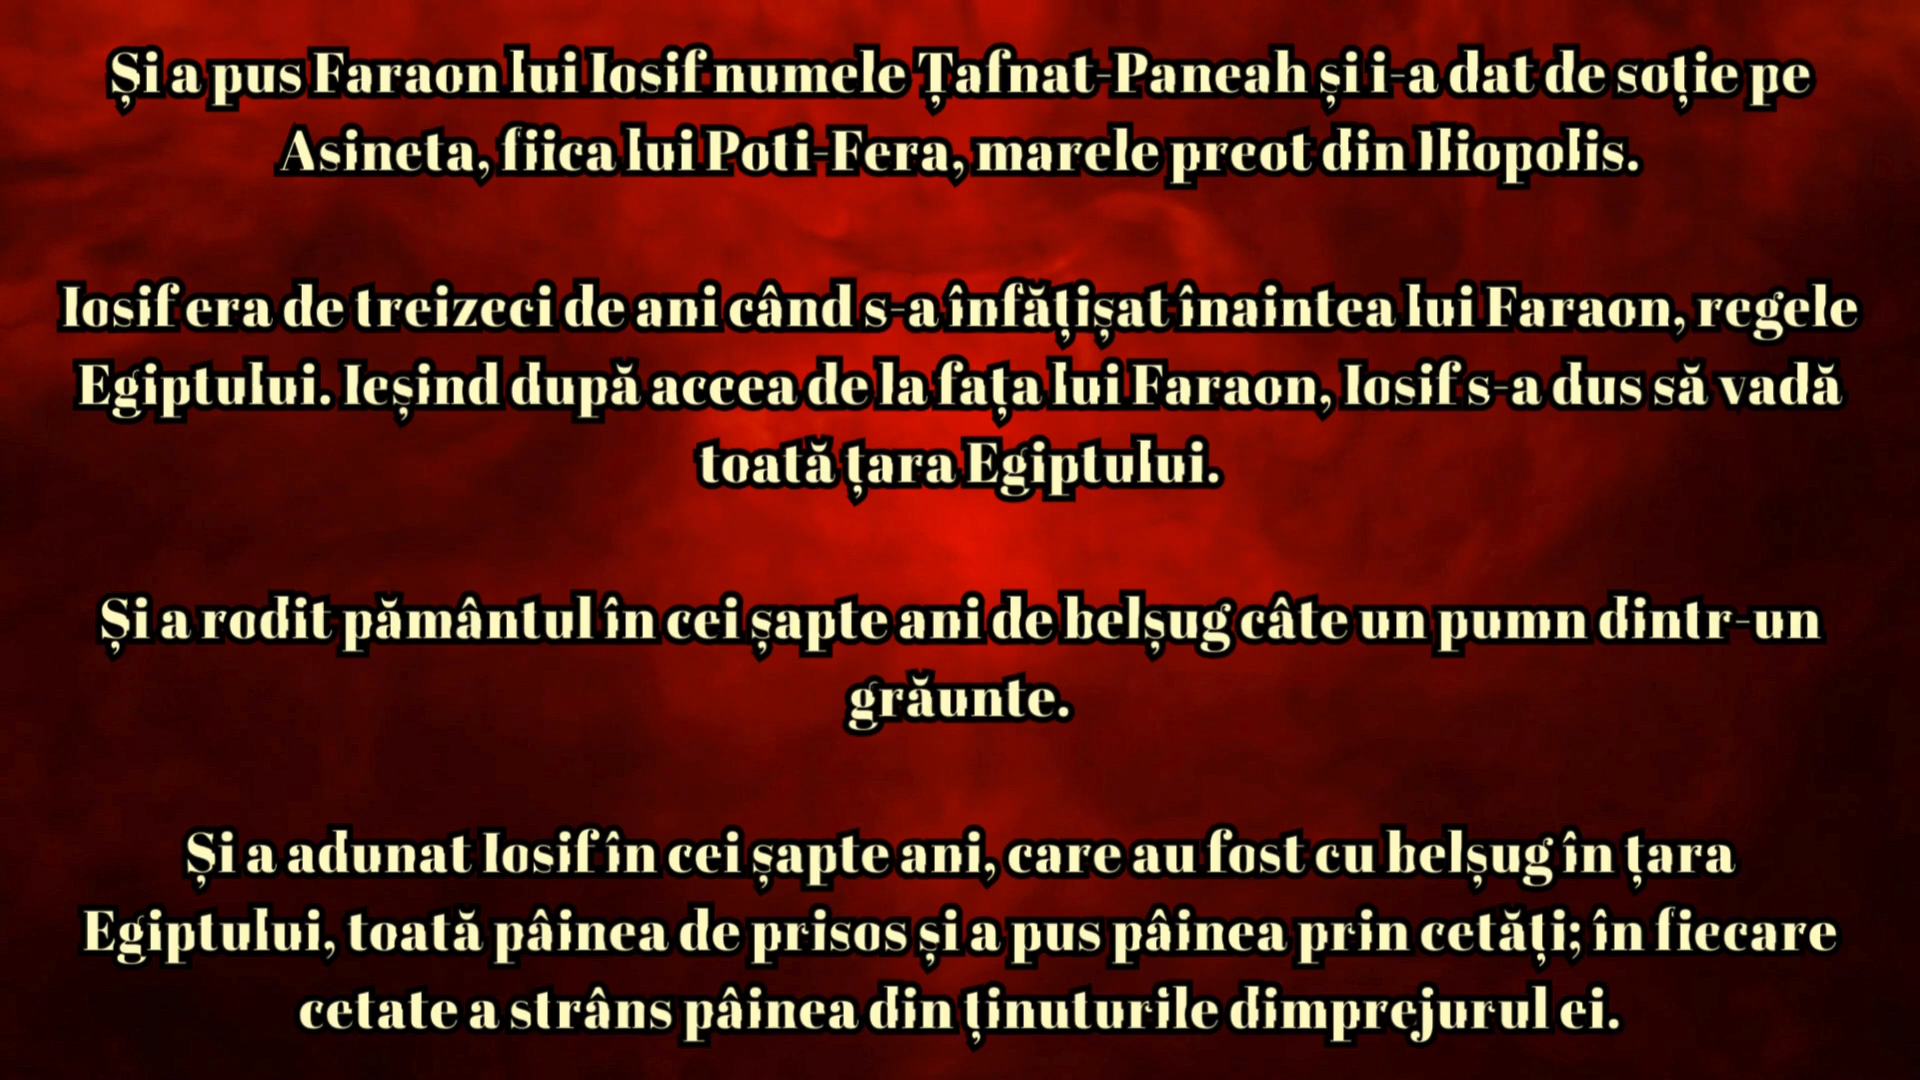 Și a pus Faraon lui Iosif numele Țafnat-Paneah și i-a dat de soție pe
Asineta, fiica lui Poti-Fera, marele preot din Iliopolis.
Iosif era de treizeci de ani când s-a înfățișat înaintea lui Faraon, regele
Egiptului. Ieșind după aceea de la fața lui Faraon, Iosif s-a dus să vadă
toată țara Egiptului.
Și a rodit pământul în cei șapte ani de belșug câte un pumn dintr-un
grăunte.
Și a adunat Iosif în cei șapte ani, care au fost cu belșug în țara
Egiptului, toată pâinea de prisos și a pus pâinea prin cetăți; în fiecare
cetate a strâns pâinea din ținuturile dimprejurul ei.